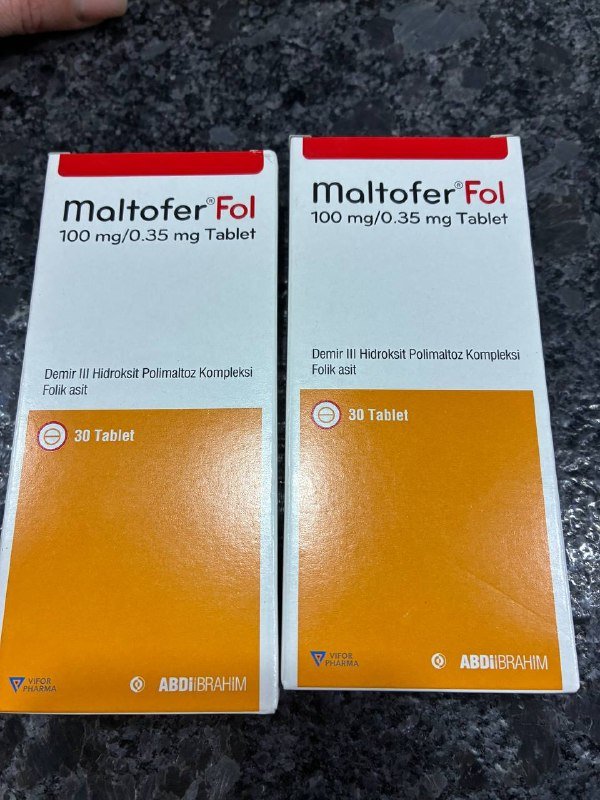 Maltofer® Fol
100 mg/0.35 mg Tablet
Demir III Hidroksit Polimaltoz Kompleksi
Folik asit
30 Tablet
VIFOR
PHARMA
ABDİİBRAHİM
Maltofer® Fol
100 mg/0.35 mg Tablet
Demir III Hidroksit Polimaltoz Kompleksi
Folik asit
30 Tablet
VIFOR
PHARMA
ABDİİBRAHİM